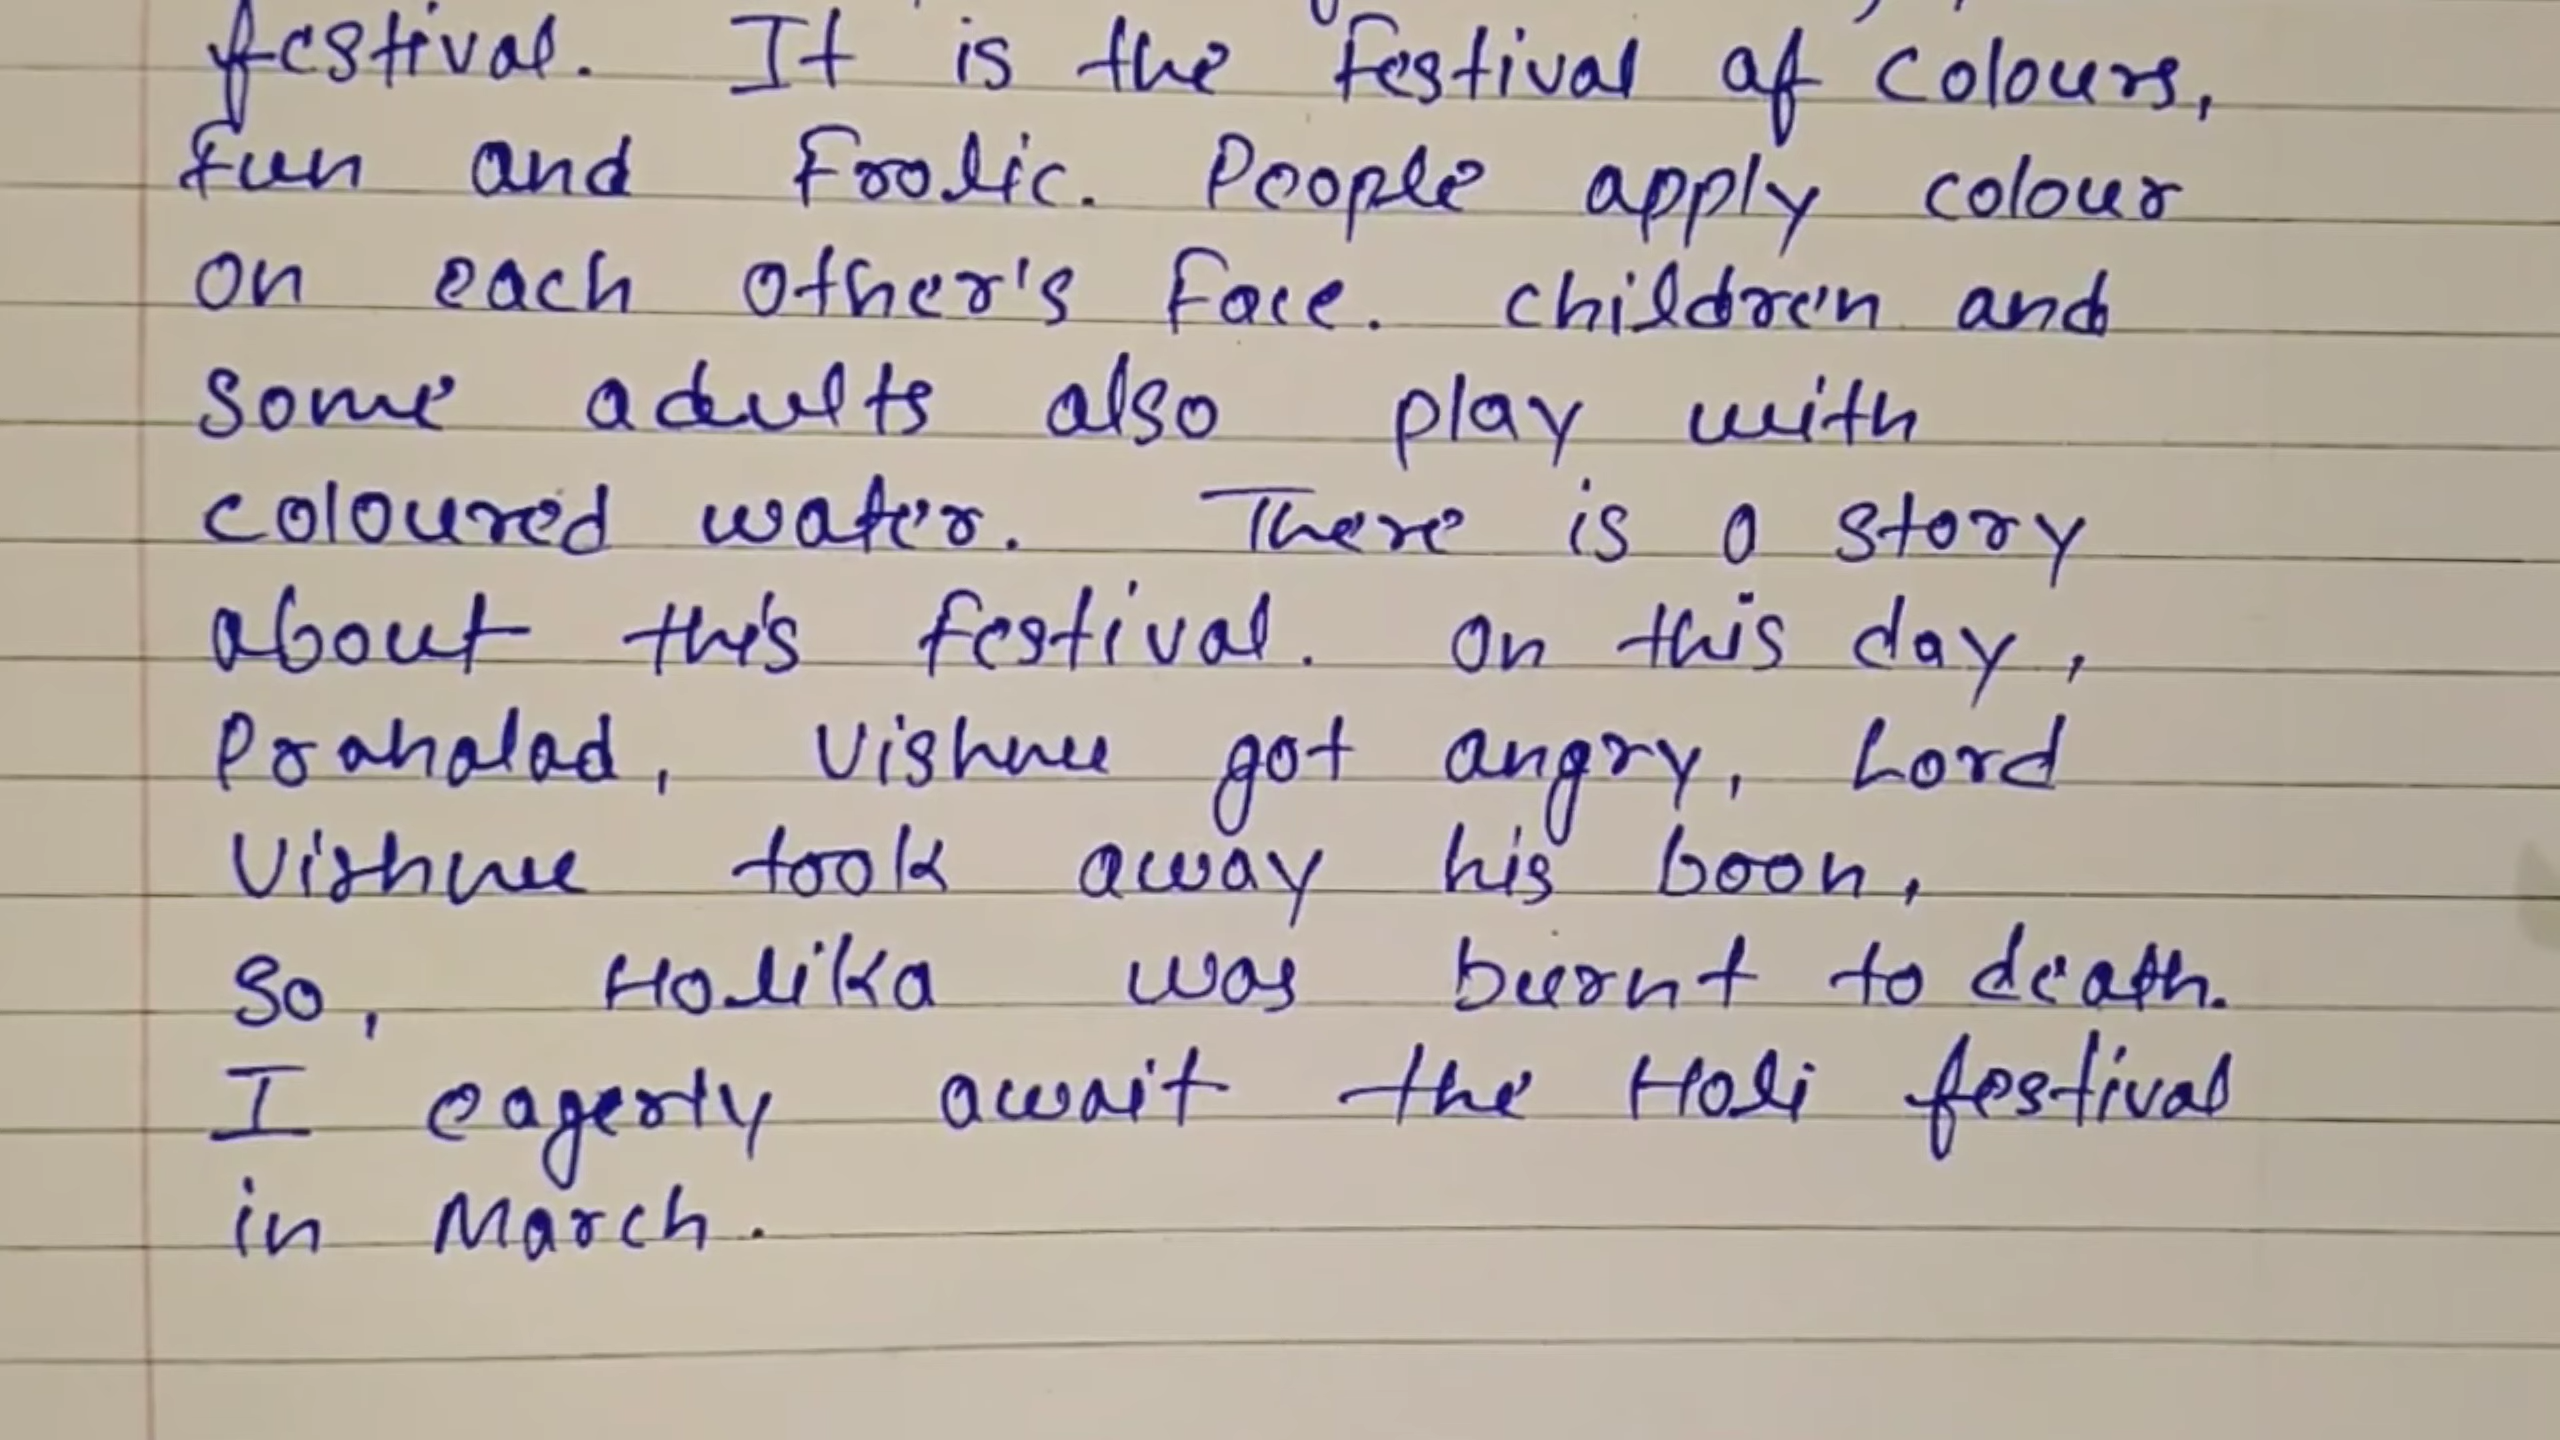 festival. It is the festival of colours,
fun and Froolic. People apply colour
on each other's face. children and
some adults also play with
coloured water. There is a story
about this festival. On this day,
Prahalad, Vishnu got angry, Lord
Vishnu took away his boon,
So, Holika was burnt to death.
I eagerly await the Holi festival
in March.